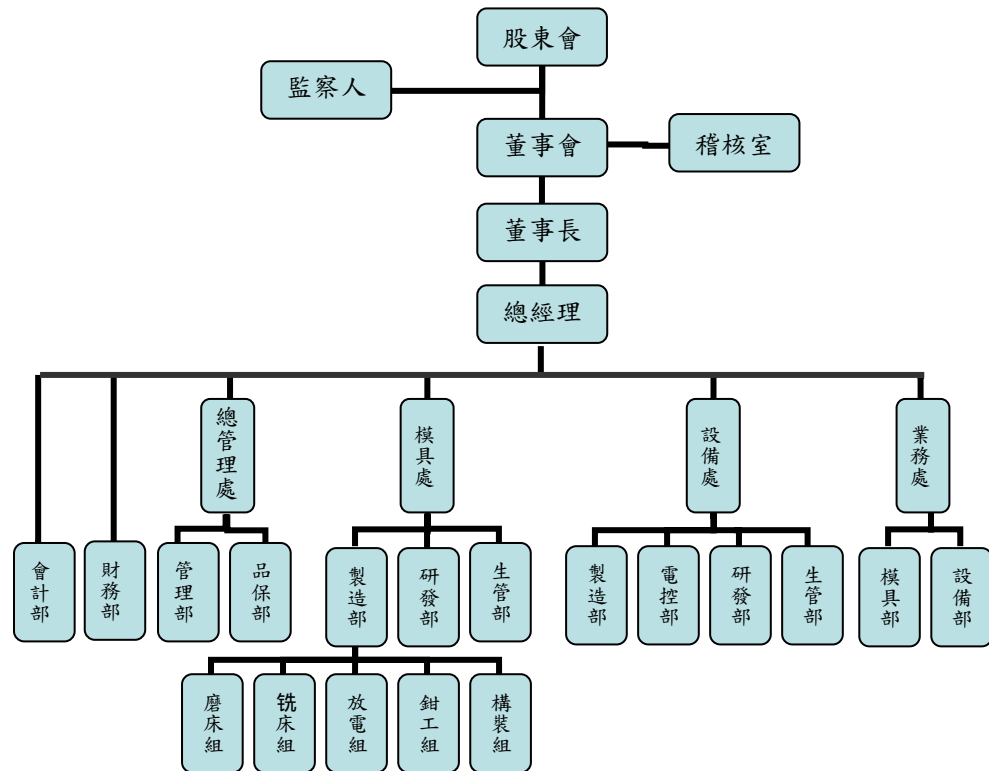 股東會
監察人
董事會
稽核室
董事長
總經理
總管理處
模具處
設備處
業務處
會計部
財務部
管理部
品保部
製造部
研發部
生管部
製造部
電控部
研發部
生管部
模具部
設備部
磨床組
铣床組
放電組
鉗工組
構裝組